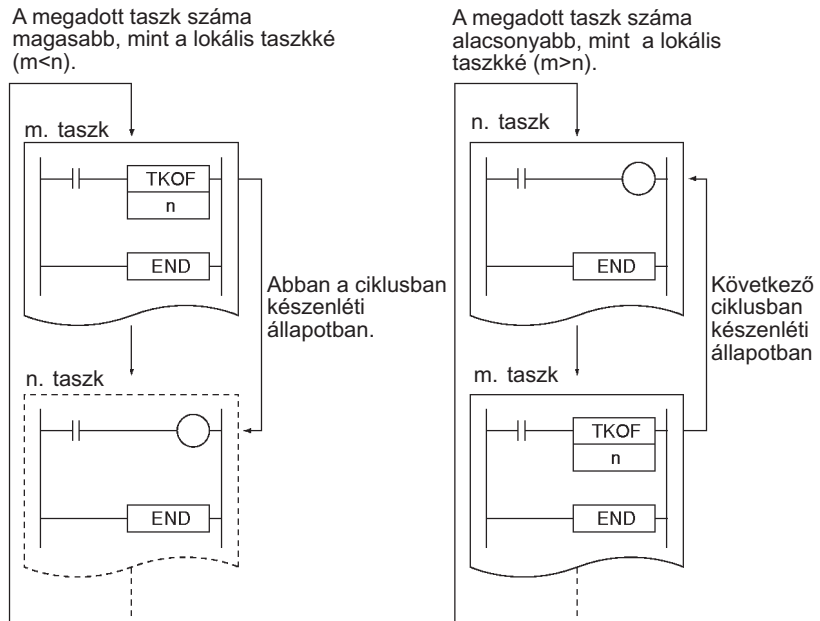 A megadott taszk száma
magasabb, mint a lokális taszkké
(m<n).
m. taszk
TKOF
n
END
Abban a ciklusban
készenléti
állapotban.
n. taszk
END
A megadott taszk száma
alacsonyabb, mint a lokális
taszkké (m>n).
n. taszk
END
Következő
ciklusban
készenléti
állapotban
m. taszk
TKOF
n
END